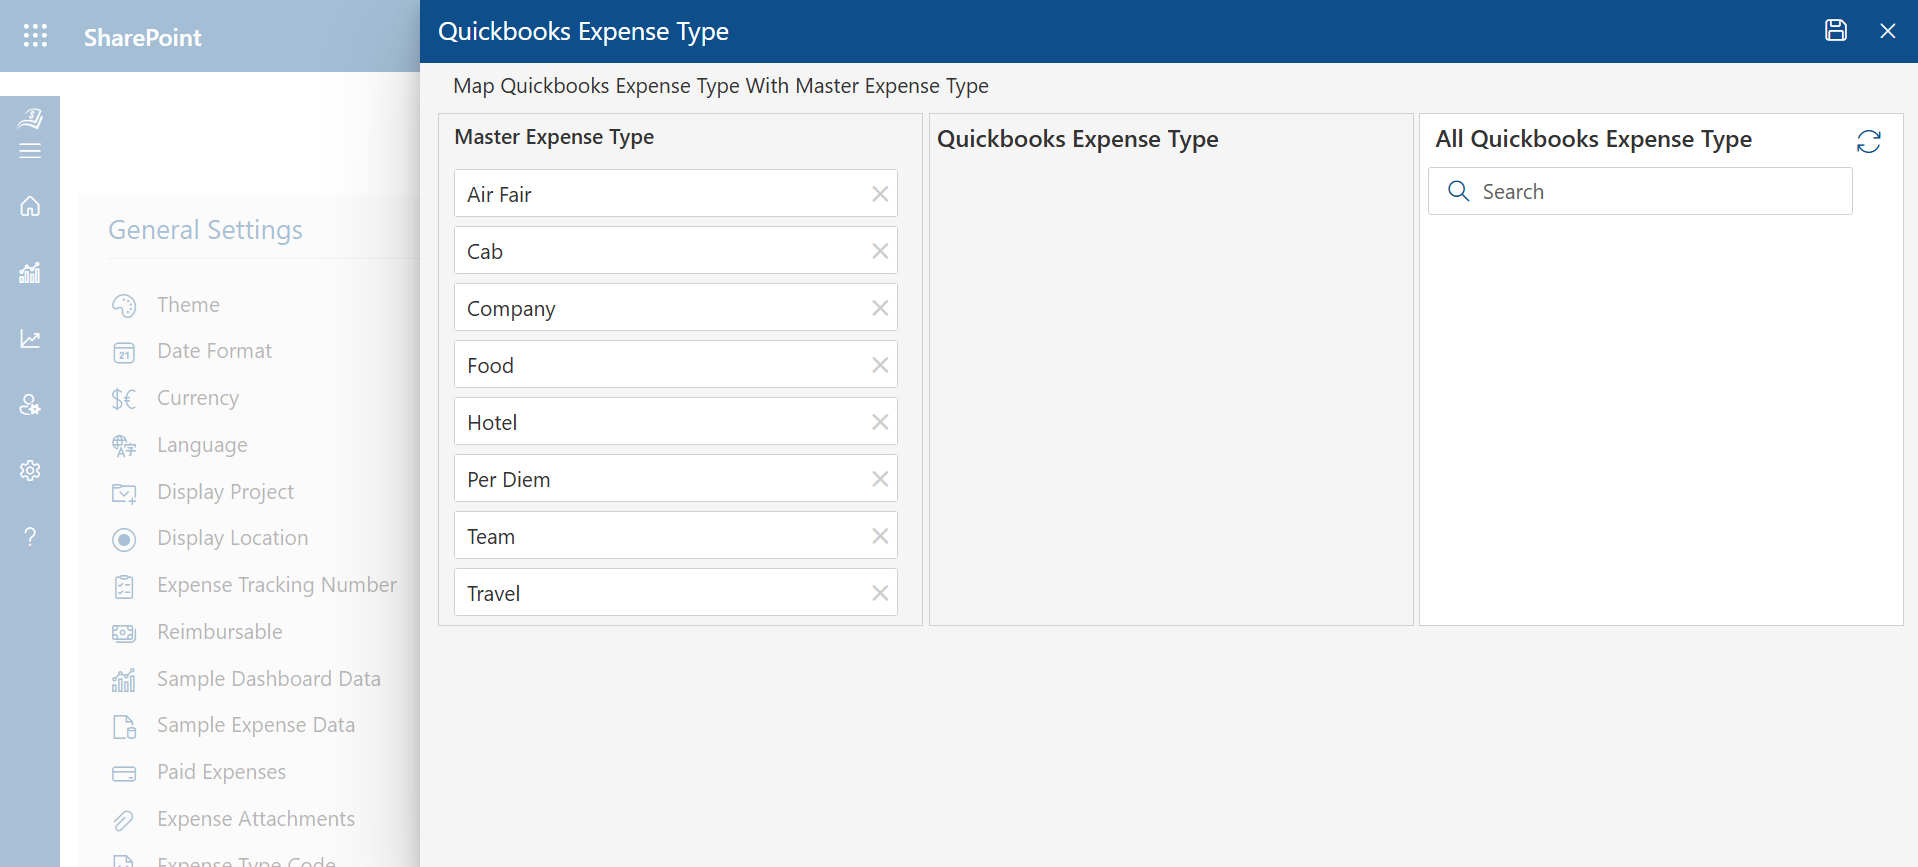 SharePoint
General Settings
Theme
21
Date Format
Currency
Language
Display Project
Display Location
Expense Tracking Number
Reimbursable
Sample Dashboard Data
Sample Expense Data
Paid Expenses
Expense Attachments
Expense Type Code
Quickbooks Expense Type
Map Quickbooks Expense Type With Master Expense Type
Master Expense Type
Air Fair
Cab
Company
Food
Hotel
Per Diem
Team
Travel
Quickbooks Expense Type
All Quickbooks Expense Type
Search